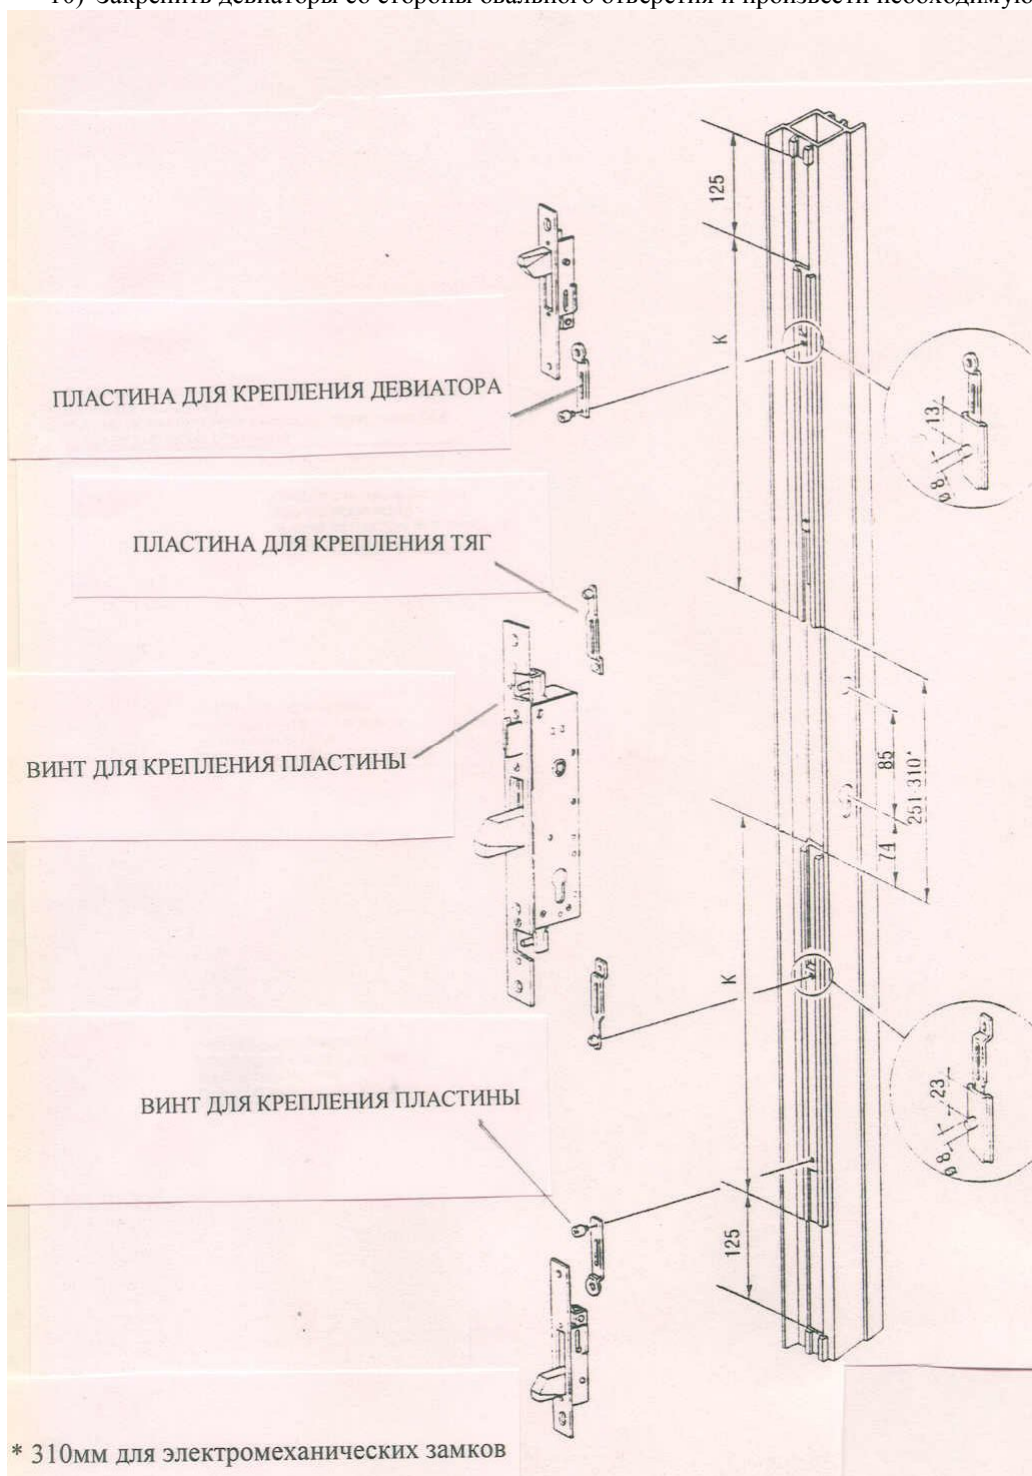 10) Закрепить девиаторы со стороны овального отверстия и произвести необходимую
125
K
ПЛАСТИНА ДЛЯ КРЕПЛЕНИЯ ДЕВИАТОРА
13
Ø 8
ПЛАСТИНА ДЛЯ КРЕПЛЕНИЯ ТЯГ
ВИНТ ДЛЯ КРЕПЛЕНИЯ ПЛАСТИНЫ
85
251 310*
74
K
23
Ø 8
ВИНТ ДЛЯ КРЕПЛЕНИЯ ПЛАСТИНЫ
125
* 310мм для электромеханических замков